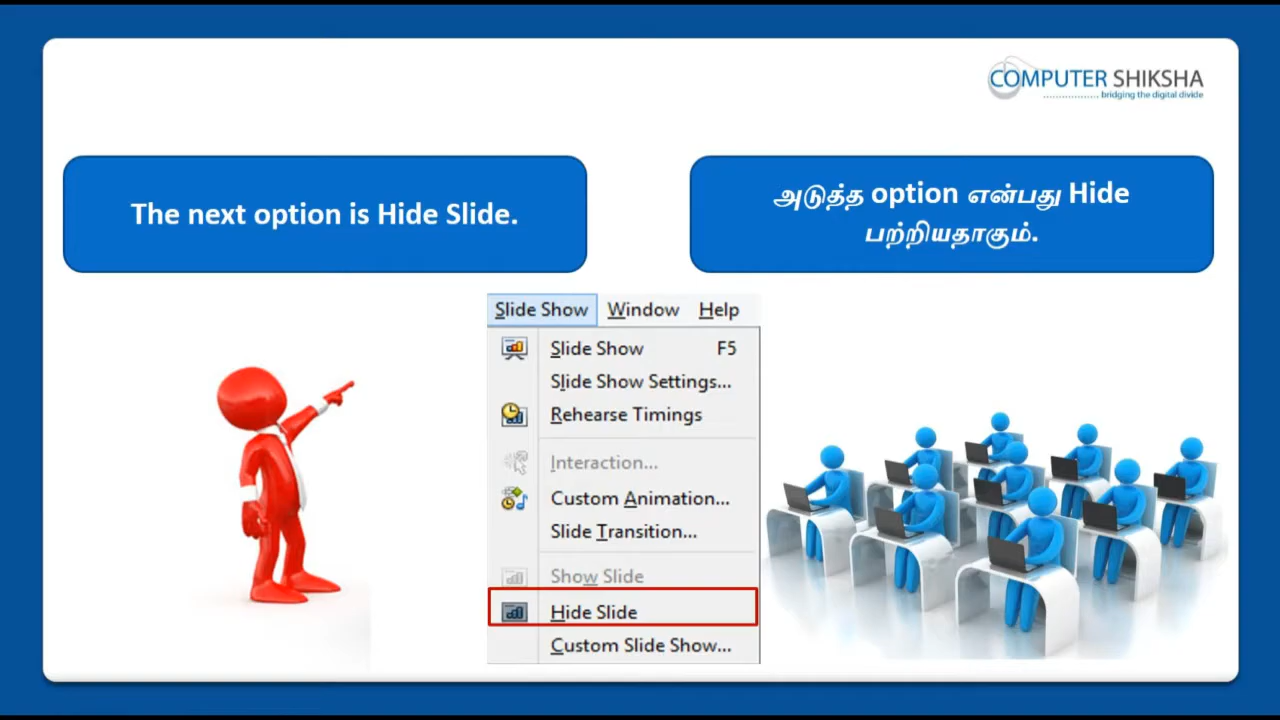 COMPUTER SHIKSHA
bridging the digital divide
The next option is Hide Slide.
அடுத்த option என்பது Hide
பற்றியதாகும்.
Slide Show Window Help
Slide Show F5
Slide Show Settings...
Rehearse Timings
Interaction...
Custom Animation...
Slide Transition...
Show Slide
Hide Slide
Custom Slide Show...